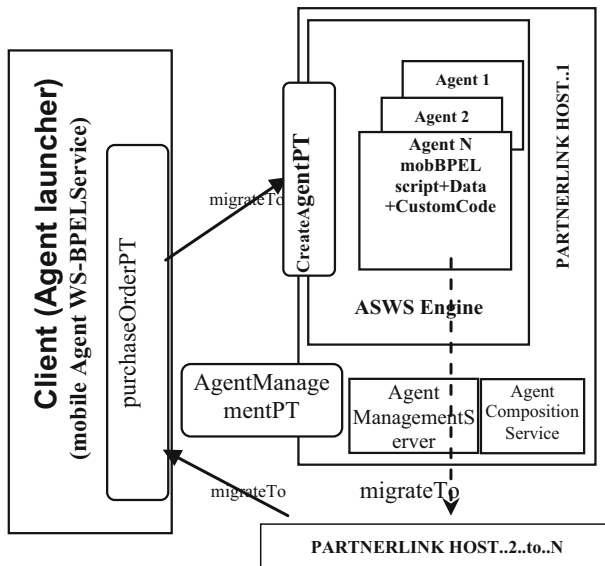 Client (Agent launcher)
(mobile Agent WS-BPELService)
purchaseOrderPT
migrateTo
CreateAgentPT
Agent 1
Agent 2
Agent N
mobBPEL
script+Data
+CustomCode
ASWS Engine
PARTNERLINK HOST..1
AgentManage
mentPT
Agent
ManagementS
erver
Agent
Composition
Service
migrateTo
migrateTo
PARTNERLINK HOST..2..to..N